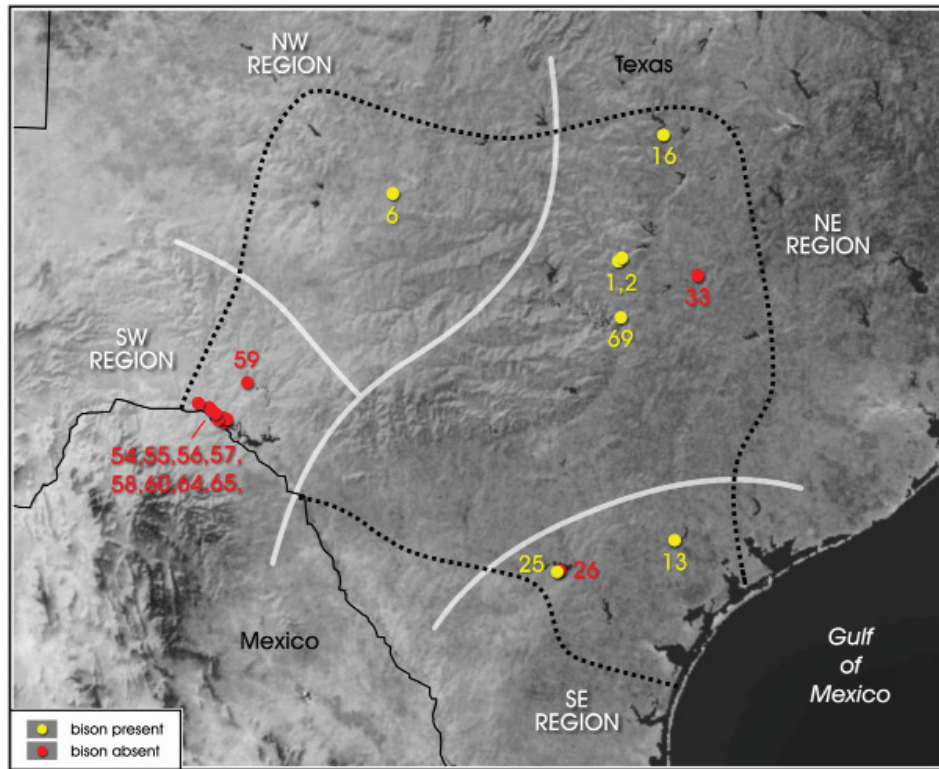 NW
REGION
Texas
16
6
NE
REGION
1,2
33
69
SW
REGION
59
54,55,56,57,
58,60,64,65,
25
26
13
Mexico
Gulf
of
Mexico
SE
REGION
bison present
bison absent